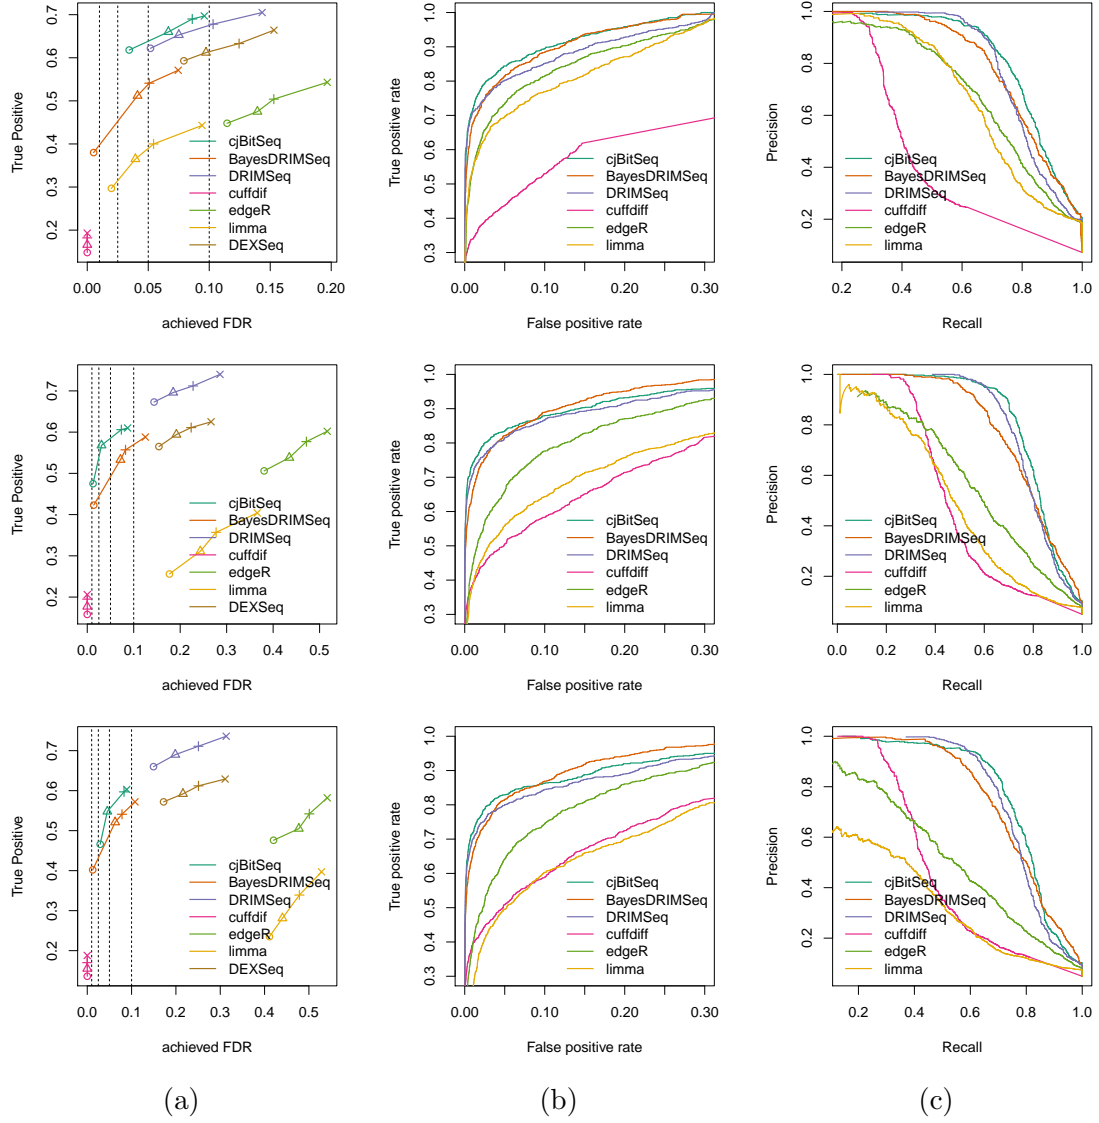 True Positive
0.2 0.3 0.4 0.5 0.6 0.7
cjBitSeq
BayesDRIMSeq
DRIMSeq
cuffdif
edgeR
limma
DEXSeq
0.00 0.05 0.10 0.15 0.20
achieved FDR
True positive rate
0.3 0.4 0.5 0.6 0.7 0.8 0.9 1.0
cjBitSeq
BayesDRIMSeq
DRIMSeq
cuffdiff
edgeR
limma
0.00 0.10 0.20 0.30
False positive rate
Precision
0.2 0.4 0.6 0.8 1.0
cjBitSeq
BayesDRIMSeq
DRIMSeq
cuffdiff
edgeR
limma
0.2 0.4 0.6 0.8 1.0
Recall
True Positive
0.2 0.3 0.4 0.5 0.6 0.7
cjBitSeq
BayesDRIMSeq
DRIMSeq
cuffdif
edgeR
limma
DEXSeq
0.0 0.1 0.2 0.3 0.4 0.5
achieved FDR
True positive rate
0.3 0.4 0.5 0.6 0.7 0.8 0.9 1.0
cjBitSeq
BayesDRIMSeq
DRIMSeq
cuffdiff
edgeR
limma
0.00 0.10 0.20 0.30
False positive rate
Precision
0.2 0.4 0.6 0.8 1.0
cjBitSeq
BayesDRIMSeq
DRIMSeq
cuffdiff
edgeR
limma
0.0 0.2 0.4 0.6 0.8 1.0
Recall
True Positive
0.2 0.3 0.4 0.5 0.6 0.7
cjBitSeq
BayesDRIMSeq
DRIMSeq
cuffdif
edgeR
limma
DEXSeq
0.0 0.1 0.2 0.3 0.4 0.5
achieved FDR
True positive rate
0.3 0.4 0.5 0.6 0.7 0.8 0.9 1.0
cjBitSeq
BayesDRIMSeq
DRIMSeq
cuffdiff
edgeR
limma
0.00 0.10 0.20 0.30
False positive rate
Precision
0.2 0.4 0.6 0.8 1.0
cjBitSeq
BayesDRIMSeq
DRIMSeq
cuffdiff
edgeR
limma
0.2 0.4 0.6 0.8 1.0
Recall
(a) (b) (c)